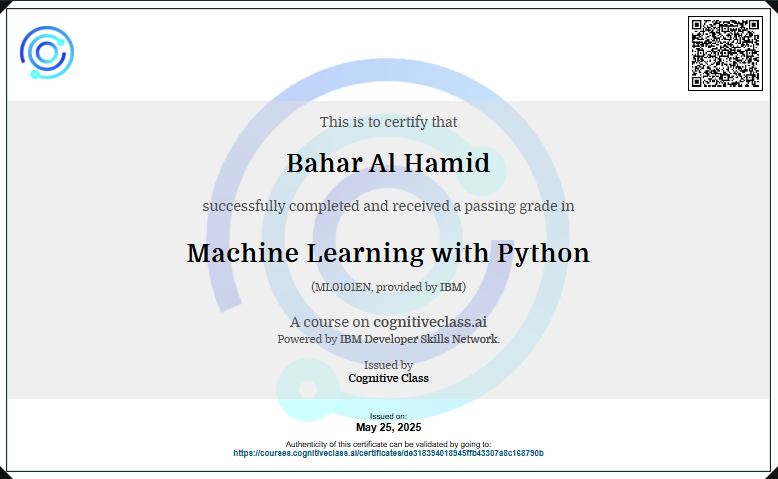 This is to certify that
Bahar Al Hamid
successfully completed and received a passing grade in
Machine Learning with Python
(ML0101EN, provided by IBM)
A course on cognitiveclass.ai
Powered by IBM Developer Skills Network.
Issued by
Cognitive Class
Issued on:
May 25, 2025
Authenticity of this certificate can be validated by going to:
https://courses.cognitiveclass.ai/certificates/de318394018945ffb43307a8c168790b